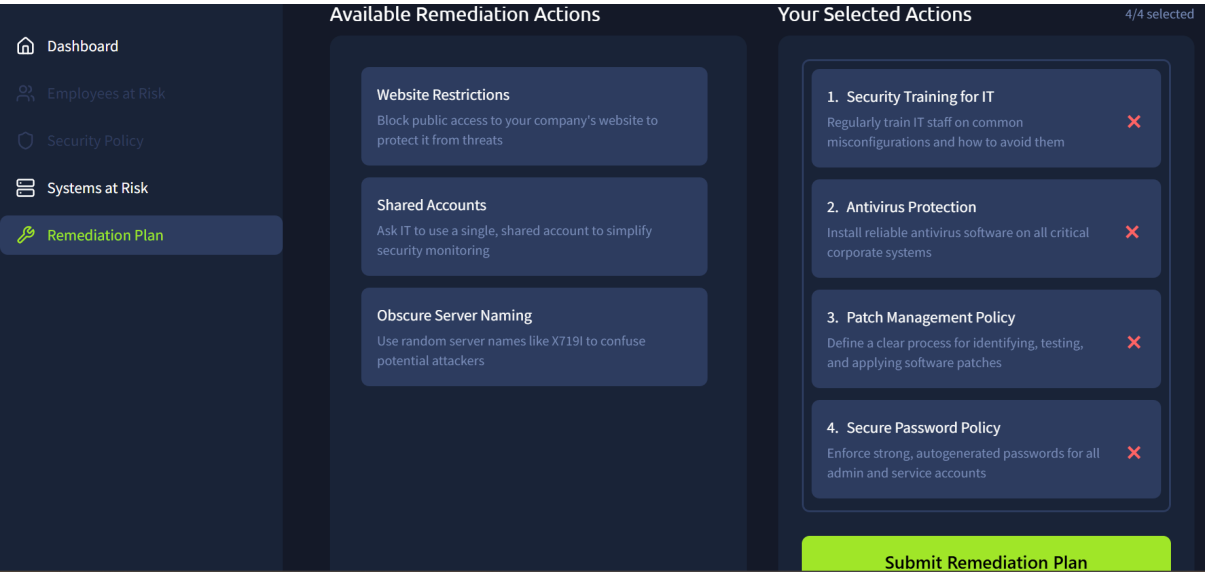 Dashboard
Employees at Risk
Security Policy
Systems at Risk
Remediation Plan
Available Remediation Actions
Website Restrictions
Block public access to your company's website to
protect it from threats
Shared Accounts
Ask IT to use a single, shared account to simplify
security monitoring
Obscure Server Naming
Use random server names like X719I to confuse
potential attackers
Your Selected Actions
4/4 selected
1. Security Training for IT
Regularly train IT staff on common
misconfigurations and how to avoid them
2. Antivirus Protection
Install reliable antivirus software on all critical
corporate systems
3. Patch Management Policy
Define a clear process for identifying, testing,
and applying software patches
4. Secure Password Policy
Enforce strong, autogenerated passwords for all
admin and service accounts
Submit Remediation Plan